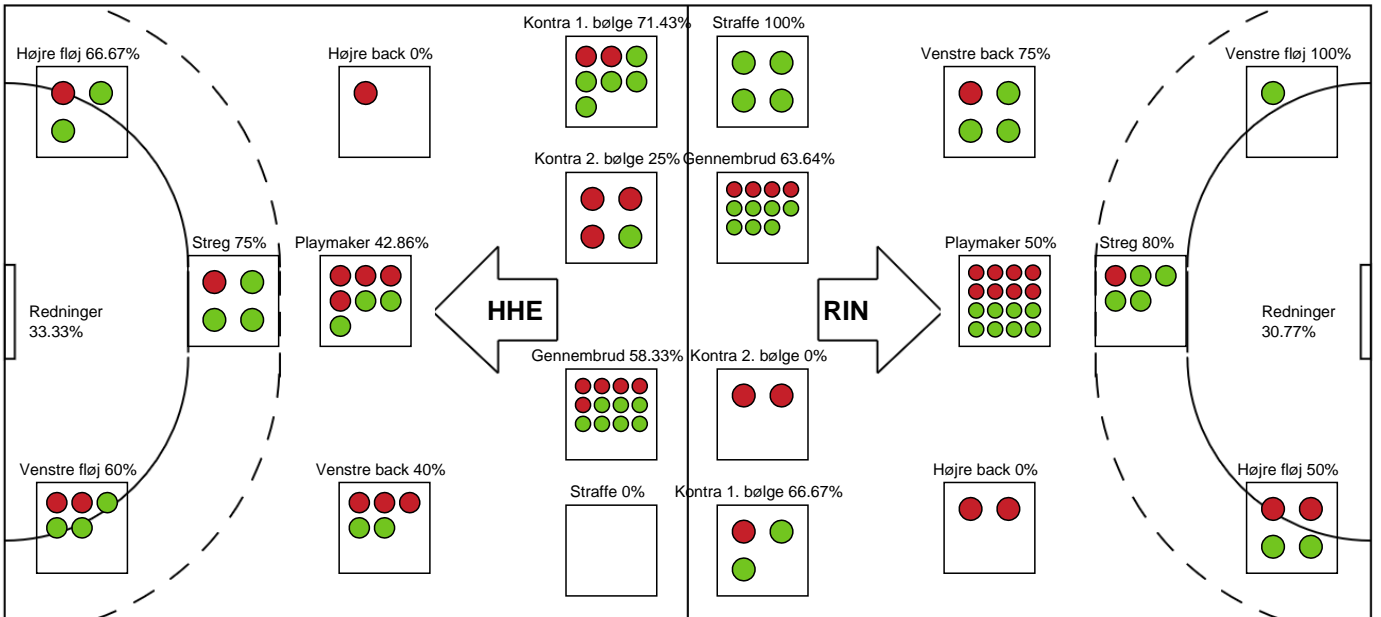 Kontra 1. bølge 71.43%
Straffe 100%
Højre fløj 66.67%
Højre back 0%
Venstre back 75%
Venstre fløj 100%
Kontra 2. bølge 25%
Gennembrud 63.64%
Streg 75%
Playmaker 42.86%
Playmaker 50%
Streg 80%
Redninger
33.33%
HHE
RIN
Redninger
30.77%
Gennembrud 58.33%
Kontra 2. bølge 0%
Venstre fløj 60%
Venstre back 40%
Straffe 0%
Kontra 1. bølge 66.67%
Højre back 0%
Højre fløj 50%